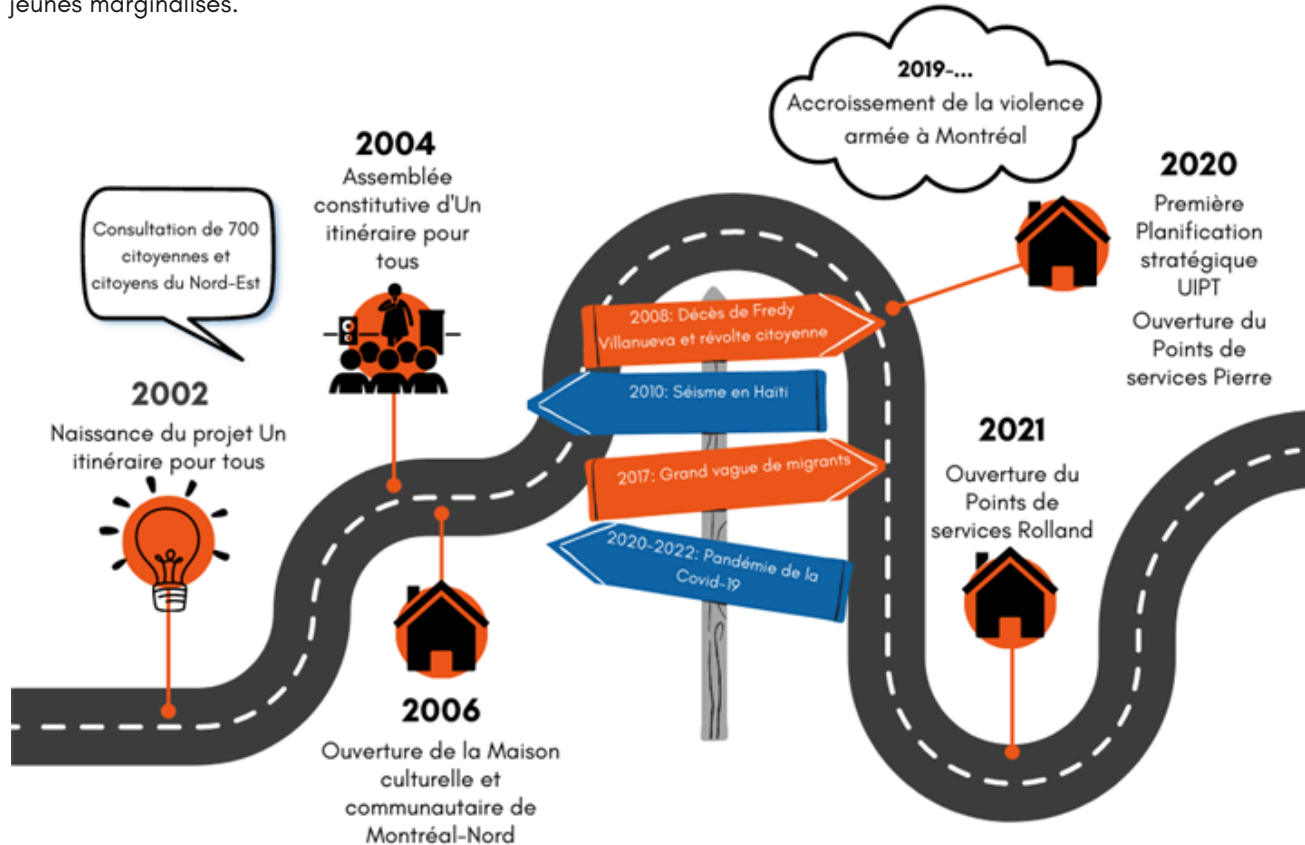 jeunes marginalisés.
Consultation de 700
citoyennes et
citoyens du Nord-Est
2002
Naissance du projet Un
itinéraire pour tous
2004
Assemblée
constitutive d'Un
itinéraire pour
tous
2006
Ouverture de la Maison
culturelle et
communautaire de
Montréal-Nord
2008: Décès de Fredy
Villanueva et révolte citoyenne
2010: Séisme en Haïti
2017: Grand vague de migrants
2020-2022: Pandémie de la
Covid-19
2019-...
Accroissement de la violence
armée à Montréal
2020
Première
Planification
stratégique
UIPT
Ouverture du
Points de
services Pierre
2021
Ouverture du
Points de
services Rolland